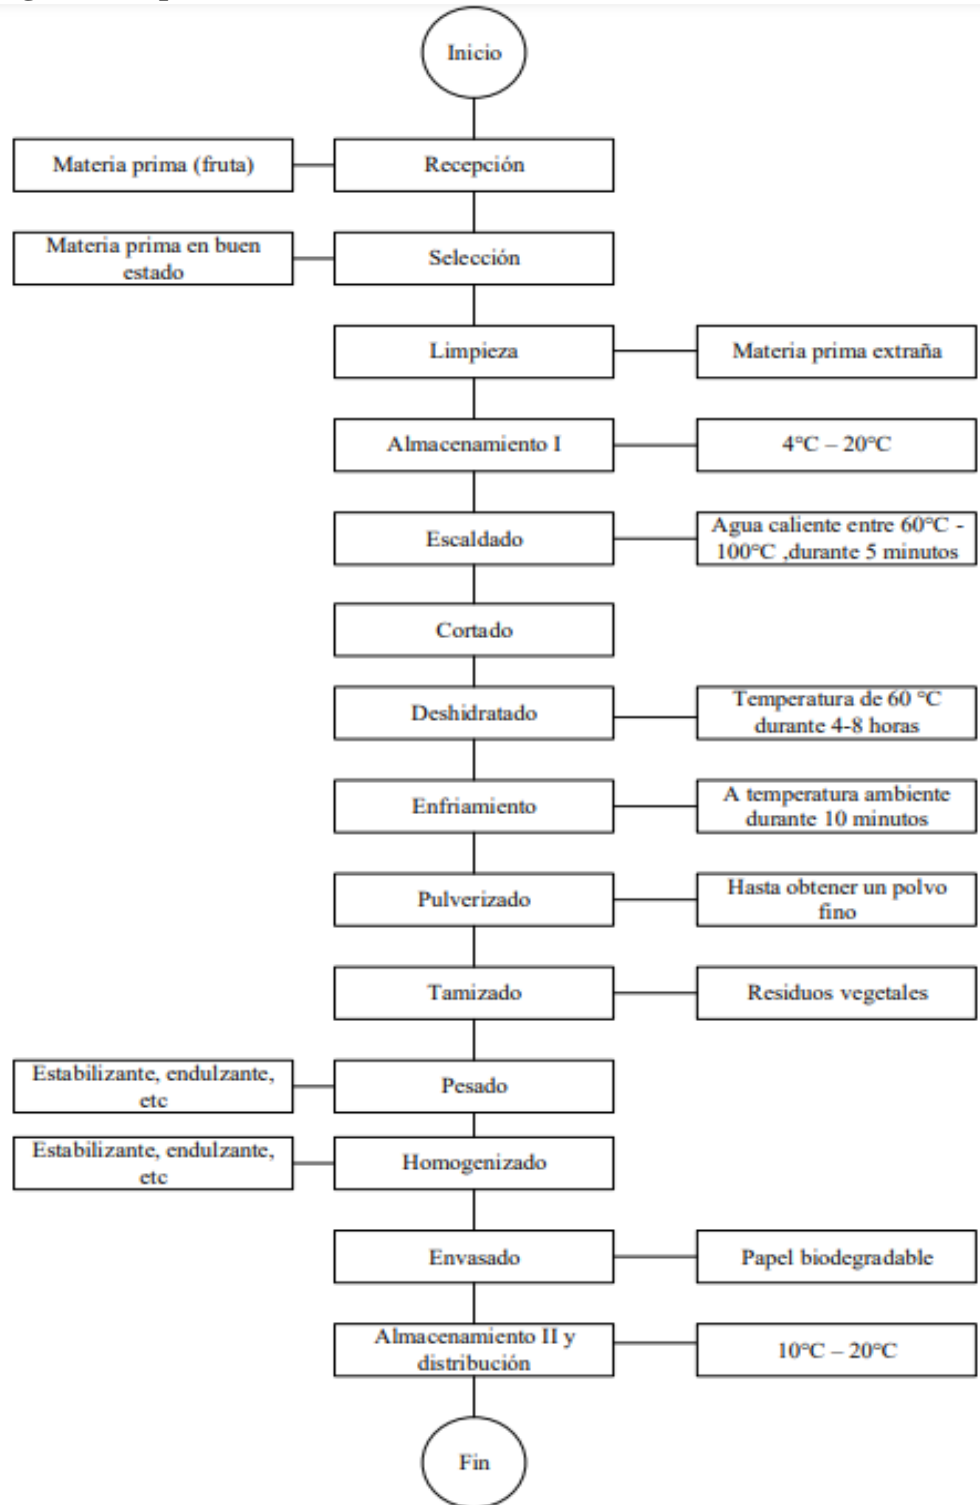 Inicio
Materia prima (fruta)
Recepción
Materia prima en buen
estado
Selección
Limpieza
Materia prima extraña
Almacenamiento I
4°C – 20°C
Escaldado
Agua caliente entre 60°C -
100°C ,durante 5 minutos
Cortado
Deshidratado
Temperatura de 60 °C
durante 4-8 horas
Enfriamiento
A temperatura ambiente
durante 10 minutos
Pulverizado
Hasta obtener un polvo
fino
Tamizado
Residuos vegetales
Estabilizante, endulzante,
etc
Pesado
Estabilizante, endulzante,
etc
Homogenizado
Envasado
Papel biodegradable
Almacenamiento II y
distribución
10°C – 20°C
Fin